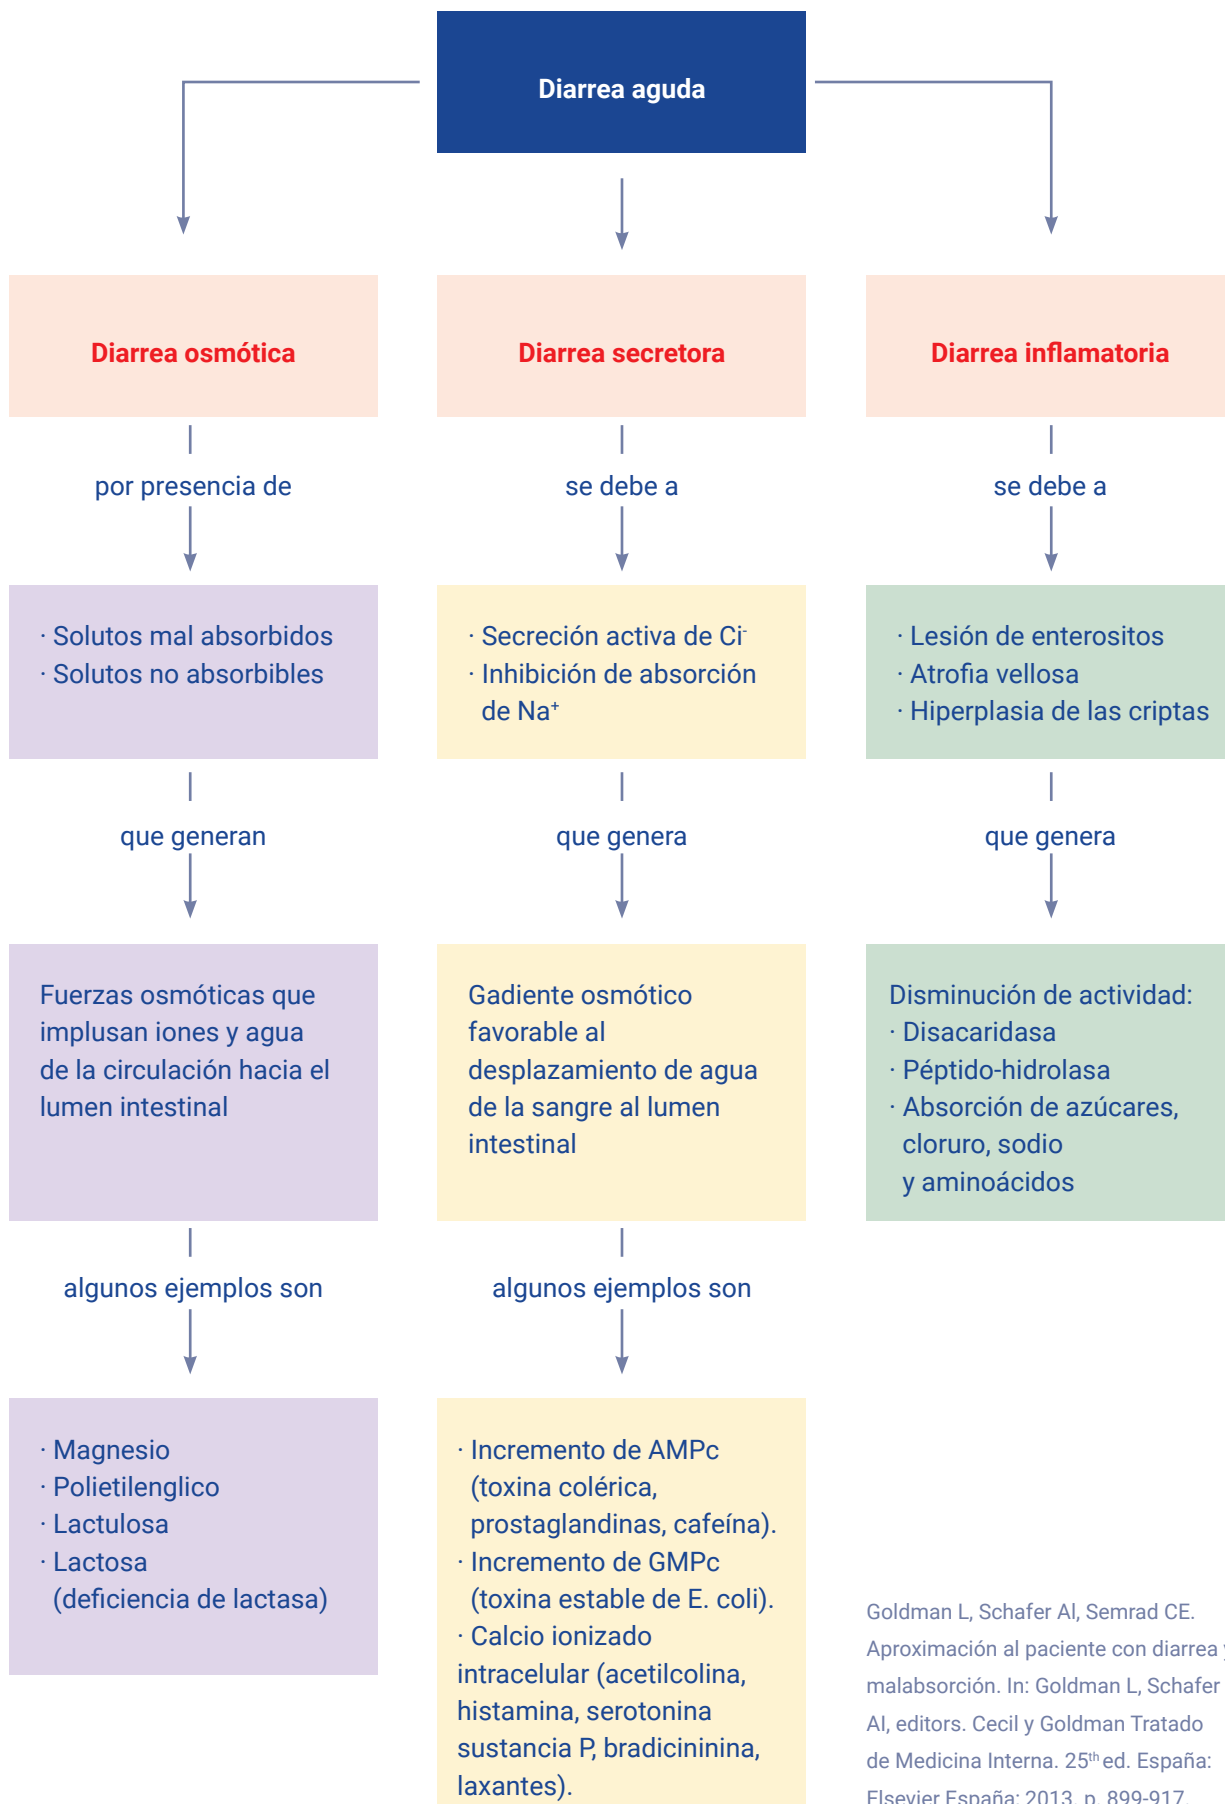 Diarrea aguda
Diarrea osmótica
por presencia de
· Solutos mal absorbidos
· Solutos no absorbibles
que generan
Fuerzas osmóticas que
implusan iones y agua
de la circulación hacia el
lumen intestinal
algunos ejemplos son
· Magnesio
· Polietilenglico
· Lactulosa
· Lactosa
(deficiencia de lactasa)
Diarrea secretora
se debe a
· Secreción activa de Ci⁻
· Inhibición de absorción
de Na⁺
que genera
Gadiente osmótico
favorable al
desplazamiento de agua
de la sangre al lumen
intestinal
algunos ejemplos son
· Incremento de AMPc
(toxina colérica,
prostaglandinas, cafeína).
· Incremento de GMPc
(toxina estable de E. coli).
· Calcio ionizado
intracelular (acetilcolina,
histamina, serotonina
sustancia P, bradicininina,
laxantes).
Diarrea inflamatoria
se debe a
· Lesión de enterositos
· Atrofia vellosa
· Hiperplasia de las criptas
que genera
Disminución de actividad:
· Disacaridasa
· Péptido-hidrolasa
· Absorción de azúcares,
cloruro, sodio
y aminoácidos
Goldman L, Schafer Al, Semrad CE.
Aproximación al paciente con diarrea y
malabsorción. In: Goldman L, Schafer
AI, editors. Cecil y Goldman Tratado
de Medicina Interna. 25ᵗʰ ed. España:
Elsevier España; 2013. p. 899-917.